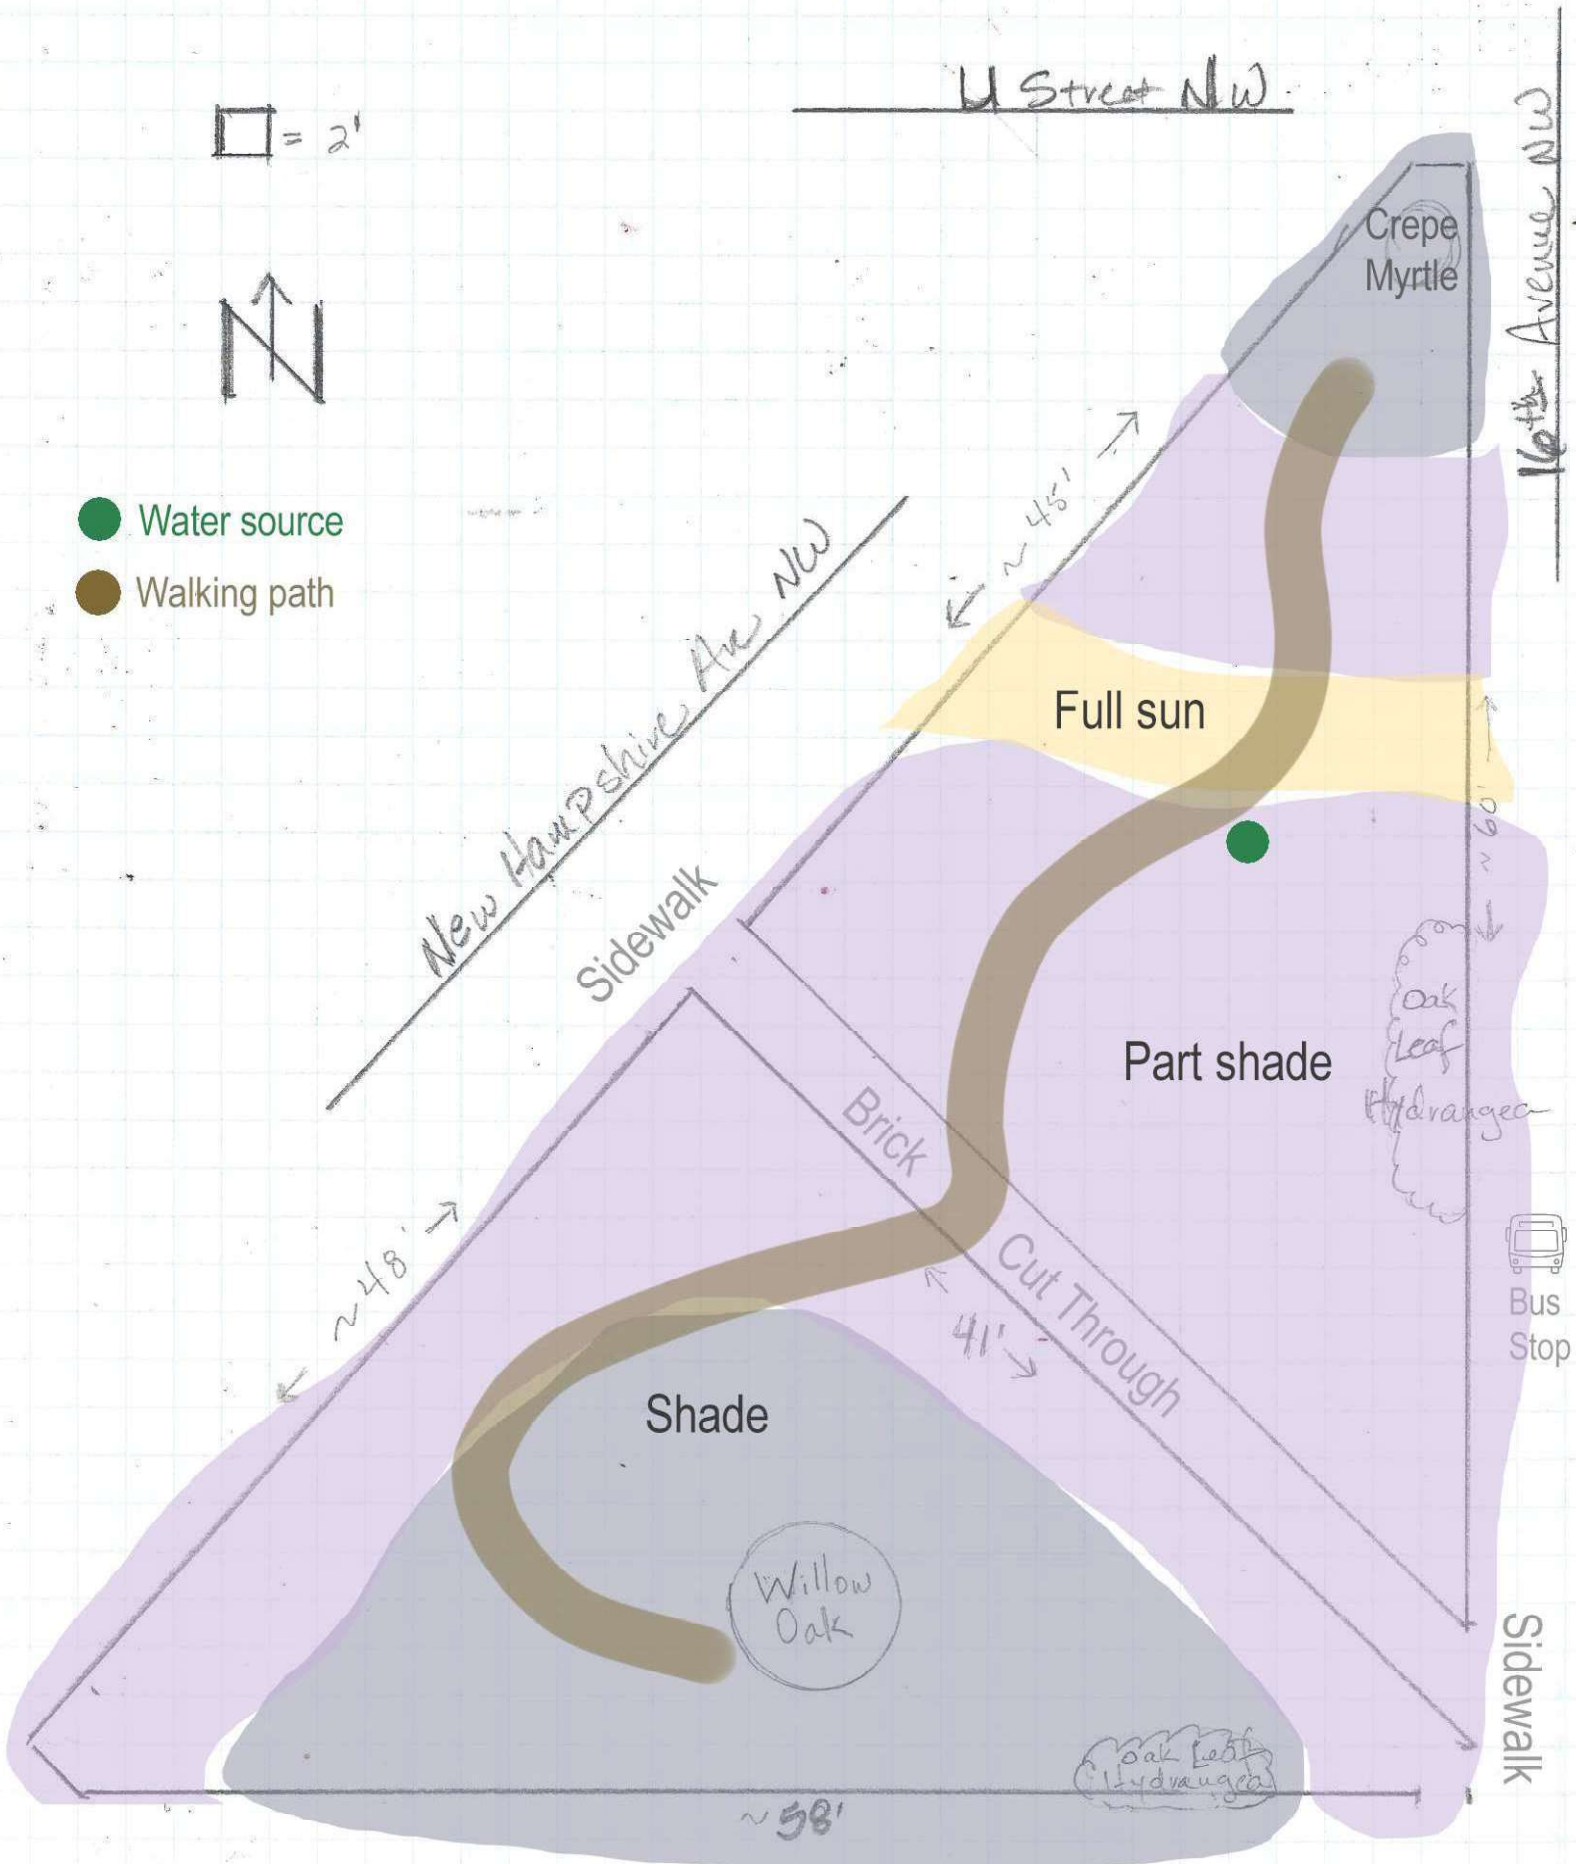 U Street NW
= 2'
16th Avenue NW
N
Crepe
Myrtle
Water source
Walking path
~ 45'
New Hampshire Ave NW
Full sun
~ 60'
Sidewalk
Oak
Leaf
Hydrangea
Part shade
Brick
Cut Through
~ 48'
41'
Bus
Stop
Shade
Willow
Oak
Sidewalk
Oak Leaf
Hydrangea
~ 58'